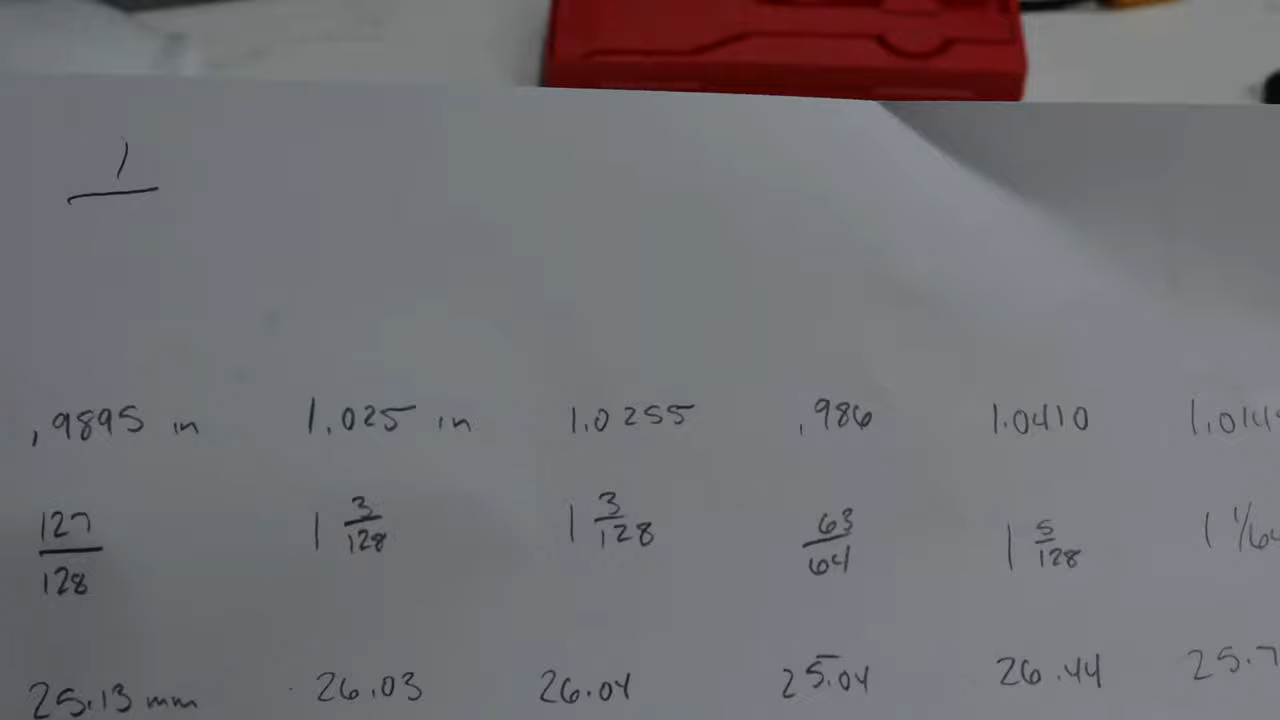 1
.9895 in 1.025 in 1.0255 .986 1.0410
127/128 1 3/128 1 3/128 63/64 1 5/128
25.13 mm 26.03 26.04 25.04 26.44